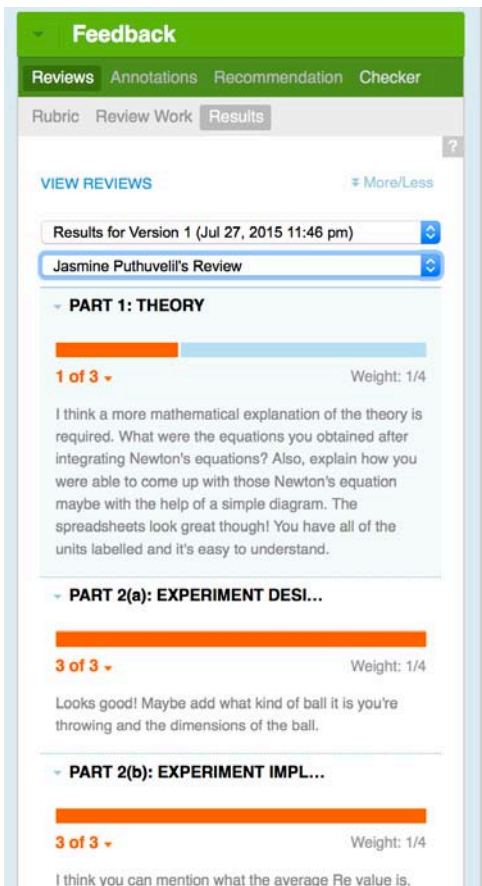 Feedback
Reviews Annotations Recommendation Checker
Rubric Review Work Results
?
VIEW REVIEWS More/Less
Results for Version 1 (Jul 27, 2015 11:46 pm)
Jasmine Puthuvelil's Review
PART 1: THEORY
1 of 3 Weight: 1/4
I think a more mathematical explanation of the theory is
required. What were the equations you obtained after
integrating Newton's equations? Also, explain how you
were able to come up with those Newton's equation
maybe with the help of a simple diagram. The
spreadsheets look great though! You have all of the
units labelled and it's easy to understand.
PART 2(a): EXPERIMENT DESI...
3 of 3 Weight: 1/4
Looks good! Maybe add what kind of ball it is you're
throwing and the dimensions of the ball.
PART 2(b): EXPERIMENT IMPL...
3 of 3 Weight: 1/4
I think you can mention what the average Re value is.